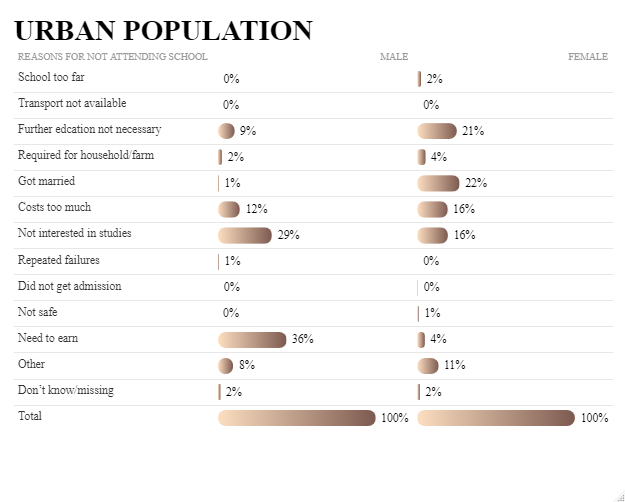 URBAN POPULATION
REASONS FOR NOT ATTENDING SCHOOL MALE FEMALE
School too far 0% 2%
Transport not available 0% 0%
Further edcation not necessary 9% 21%
Required for household/farm 2% 4%
Got married 1% 22%
Costs too much 12% 16%
Not interested in studies 29% 16%
Repeated failures 1% 0%
Did not get admission 0% 0%
Not safe 0% 1%
Need to earn 36% 4%
Other 8% 11%
Don’t know/missing 2% 2%
Total 100% 100%